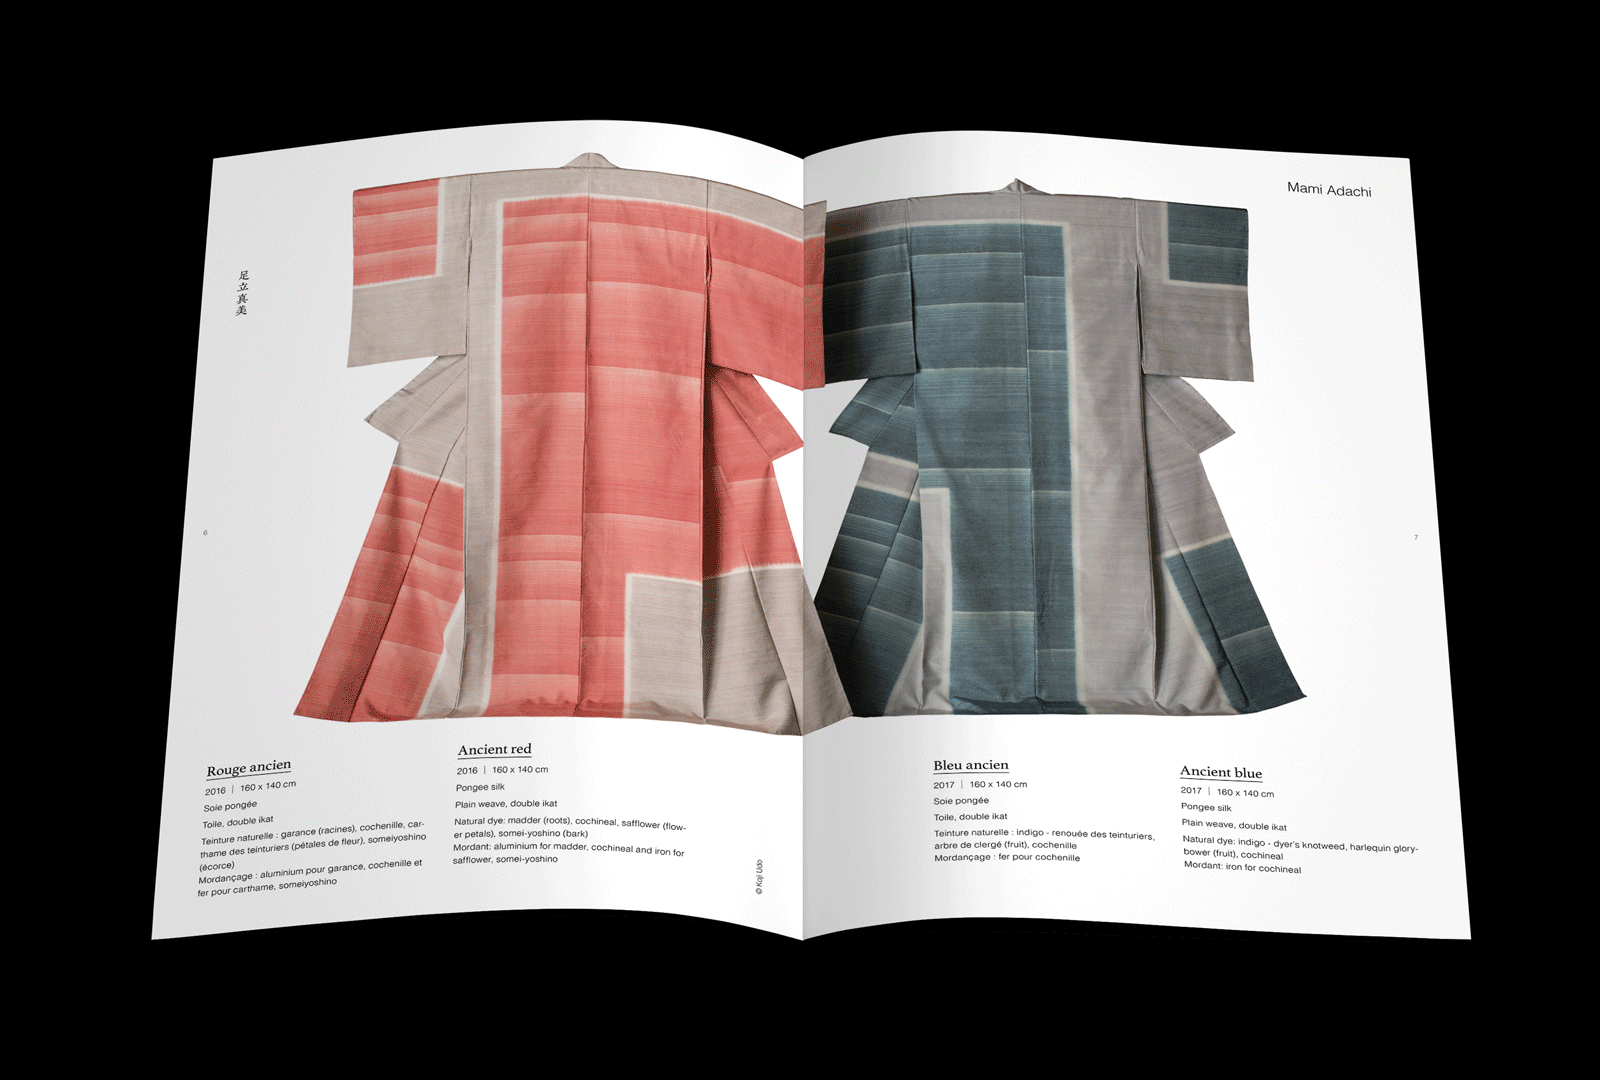 足立真美
6
Rouge ancien
2016 | 160 x 140 cm
Soie pongée
Toile, double ikat
Teinture naturelle : garance (racines), cochenille, car-
thame des teinturiers (pétales de fleur), someiyoshino
(écorce)
Mordançage : aluminium pour garance, cochenille et
fer pour carthame, someiyoshino
Ancient red
2016 | 160 x 140 cm
Pongee silk
Plain weave, double ikat
Natural dye: madder (roots), cochineal, safflower (flow-
er petals), somei-yoshino (bark)
Mordant: aluminium for madder, cochineal and iron for
safflower, somei-yoshino
© Koji Udo
Mami Adachi
7
Bleu ancien
2017 | 160 x 140 cm
Soie pongée
Toile, double ikat
Teinture naturelle : indigo - renouée des teinturiers,
arbre de clergé (fruit), cochenille
Mordançage : fer pour cochenille
Ancient blue
2017 | 160 x 140 cm
Pongee silk
Plain weave, double ikat
Natural dye: indigo - dyer's knotweed, harlequin glory-
bower (fruit), cochineal
Mordant: iron for cochineal